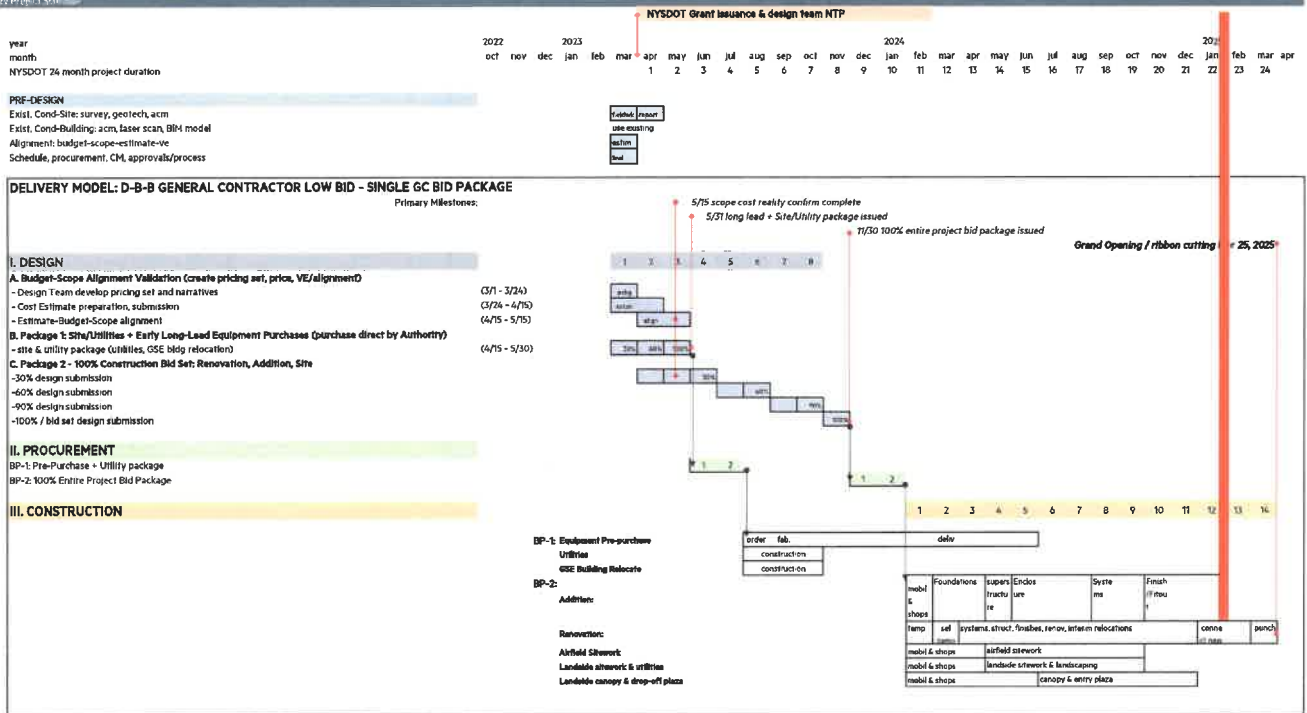 NYSDOT Grant issuance & design team NTP
year 2022 2023 2024
month oct nov dec jan feb mar apr may jun jul aug sep oct nov dec jan feb mar apr may jun jul aug sep oct nov dec jan feb mar apr
NYSDOT 24 month project duration 1 2 3 4 5 6 7 8 9 10 11 12 13 14 15 16 17 18 19 20 21 22 23 24
PRE-DESIGN
Exist. Cond-Site: survey, geotech, acm report
Exist. Cond-Building: acm, laser scan, BIM model use existing
Alignment: budget-scope-estimate-ve estim
Schedule, procurement, CM, approvals/process
DELIVERY MODEL: D-B-B GENERAL CONTRACTOR LOW BID - SINGLE GC BID PACKAGE
Primary Milestones: 5/15 scope cost reality confirm complete
5/31 long lead + Site/Utility package issued
11/30 100% entire project bid package issued
Grand Opening / ribbon cutting 25, 2025
I. DESIGN 1 2 3 4 5 6 7 8
A. Budget-Scope Alignment Validation (create pricing set, price, VE/alignment)
- Design Team develop pricing set and narratives (3/1 - 3/24)
- Cost Estimate preparation, submission (3/24 - 4/15)
- Estimate-Budget-Scope alignment (4/15 - 5/15) align
B. Package 1: Site/Utilities + Early Long-Lead Equipment Purchases (purchase direct by Authority)
- site & utility package (utilities, GSE bldg relocation) (4/15 - 5/30) 30% 60% 100%
C. Package 2 - 100% Construction Bid Set: Renovation, Addition, Site
-30% design submission 30%
-60% design submission 60%
-90% design submission 90%
-100% / bid set design submission 100%
II. PROCUREMENT
BP-1: Pre-Purchase + Utility package 1 2
BP-2: 100% Entire Project Bid Package 1 2
III. CONSTRUCTION 1 2 3 4 5 6 7 8 9 10 11 12 13 14
BP-1: Equipment Pre-purchase order fab. deliv
Utilities construction
GSE Building Relocate construction
BP-2:
Addition: mobil & shops Foundations supers tructu re Enclos ure Syste ms Finish /Fitou t
Renovation: temp sel systems, struct, finishes, renov, interim relocations conne punch
Airfield Sitework mobil & shops airfield sitework
Landside sitework & utilities mobil & shops landside sitework & landscaping
Landside canopy & drop-off plaza mobil & shops canopy & entry plaza